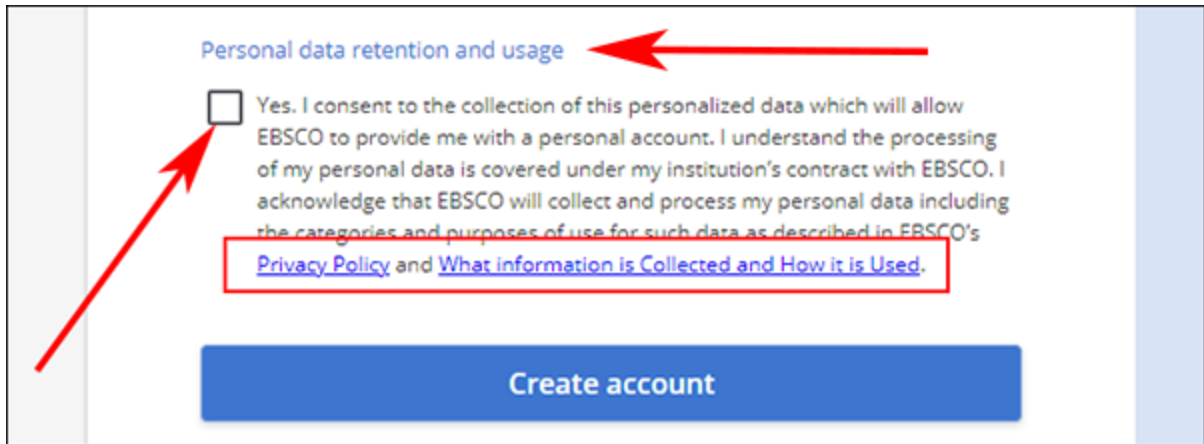 Personal data retention and usage
Yes. I consent to the collection of this personalized data which will allow
EBSCO to provide me with a personal account. I understand the processing
of my personal data is covered under my institution’s contract with EBSCO. I
acknowledge that EBSCO will collect and process my personal data including
the categories and purposes of use for such data as described in EBSCO’s
Privacy Policy and What information is Collected and How it is Used.
Create account